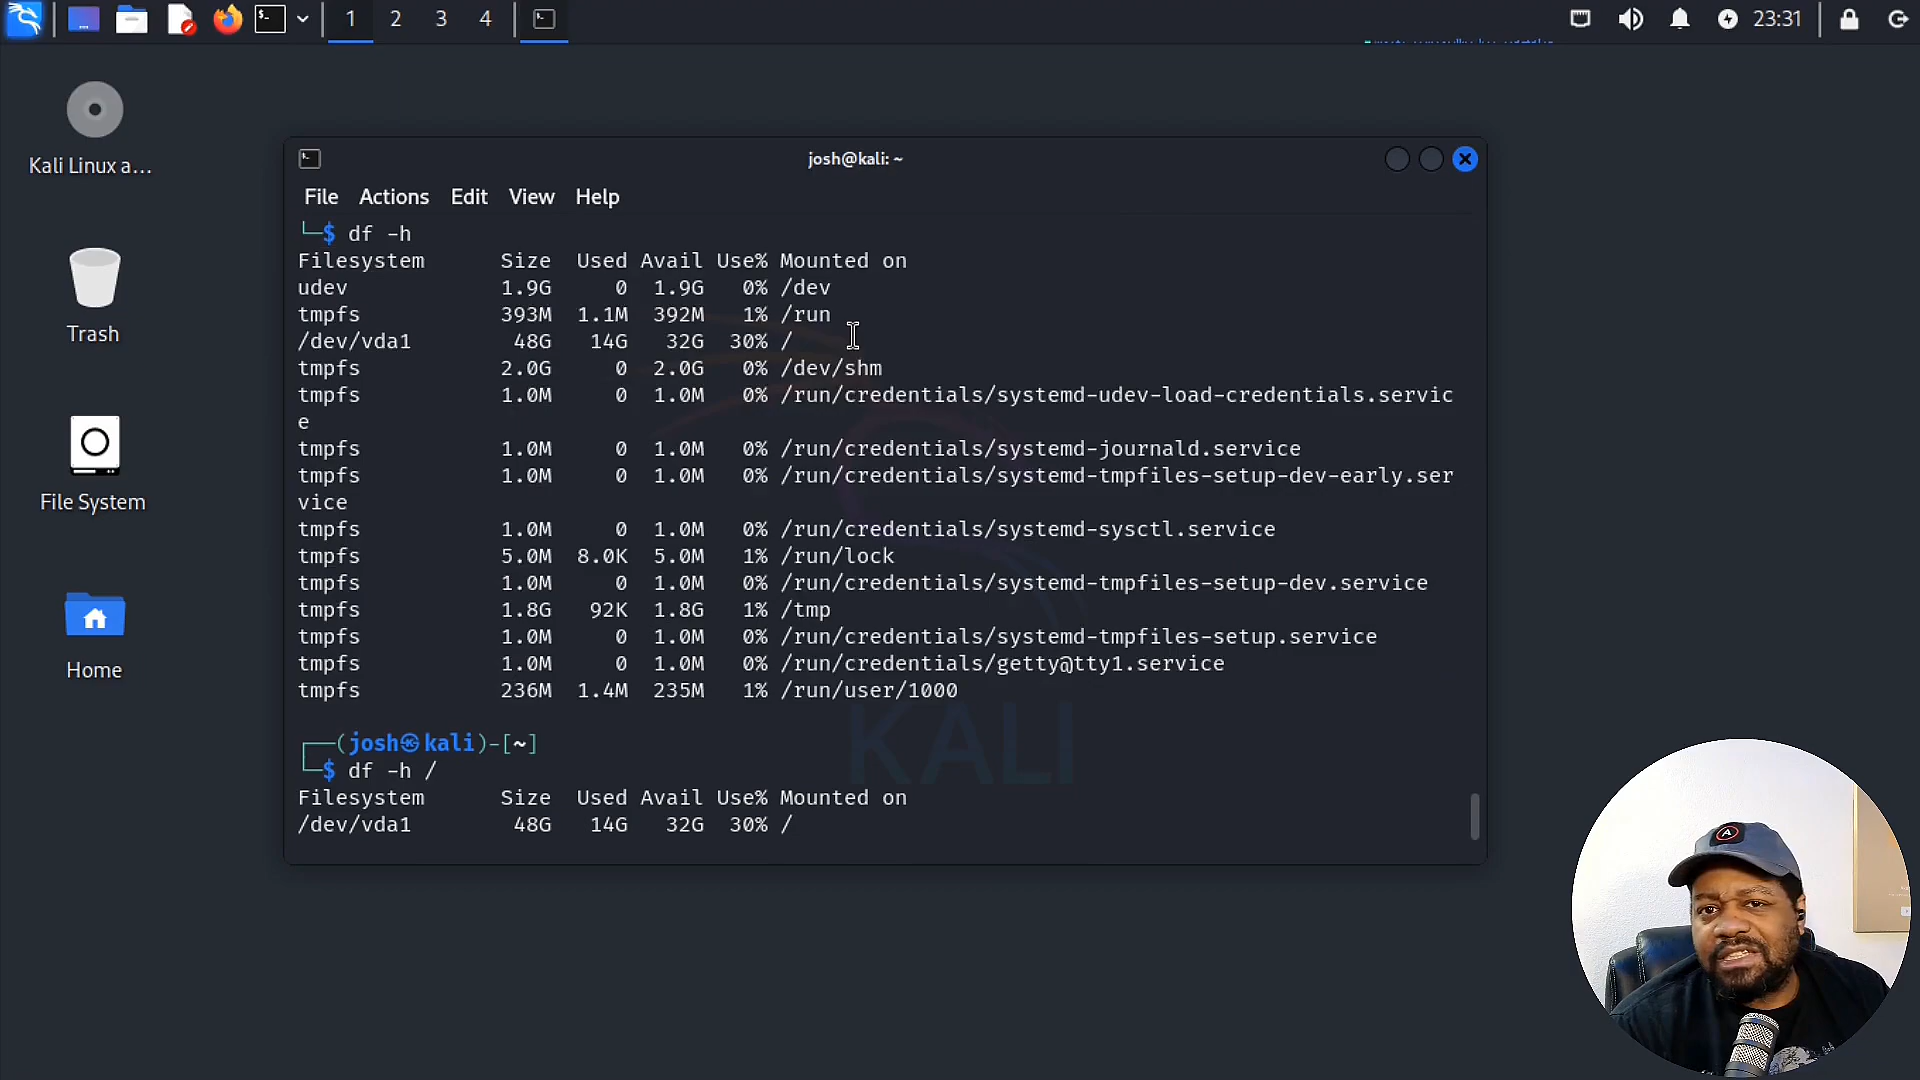 1 2 3 4 23:31
Kali Linux a...
Trash
File System
Home
josh@kali: ~
File Actions Edit View Help
└─$ df -h
Filesystem Size Used Avail Use% Mounted on
udev 1.9G 0 1.9G 0% /dev
tmpfs 393M 1.1M 392M 1% /run
/dev/vda1 48G 14G 32G 30% /
tmpfs 2.0G 0 2.0G 0% /dev/shm
tmpfs 1.0M 0 1.0M 0% /run/credentials/systemd-udev-load-credentials.servic
e
tmpfs 1.0M 0 1.0M 0% /run/credentials/systemd-journald.service
tmpfs 1.0M 0 1.0M 0% /run/credentials/systemd-tmpfiles-setup-dev-early.ser
vice
tmpfs 1.0M 0 1.0M 0% /run/credentials/systemd-sysctl.service
tmpfs 5.0M 8.0K 5.0M 1% /run/lock
tmpfs 1.0M 0 1.0M 0% /run/credentials/systemd-tmpfiles-setup-dev.service
tmpfs 1.8G 92K 1.8G 1% /tmp
tmpfs 1.0M 0 1.0M 0% /run/credentials/systemd-tmpfiles-setup.service
tmpfs 1.0M 0 1.0M 0% /run/credentials/getty@tty1.service
tmpfs 236M 1.4M 235M 1% /run/user/1000
KALI
┌──(josh㉿kali)-[~]
└─$ df -h /
Filesystem Size Used Avail Use% Mounted on
/dev/vda1 48G 14G 32G 30% /
A